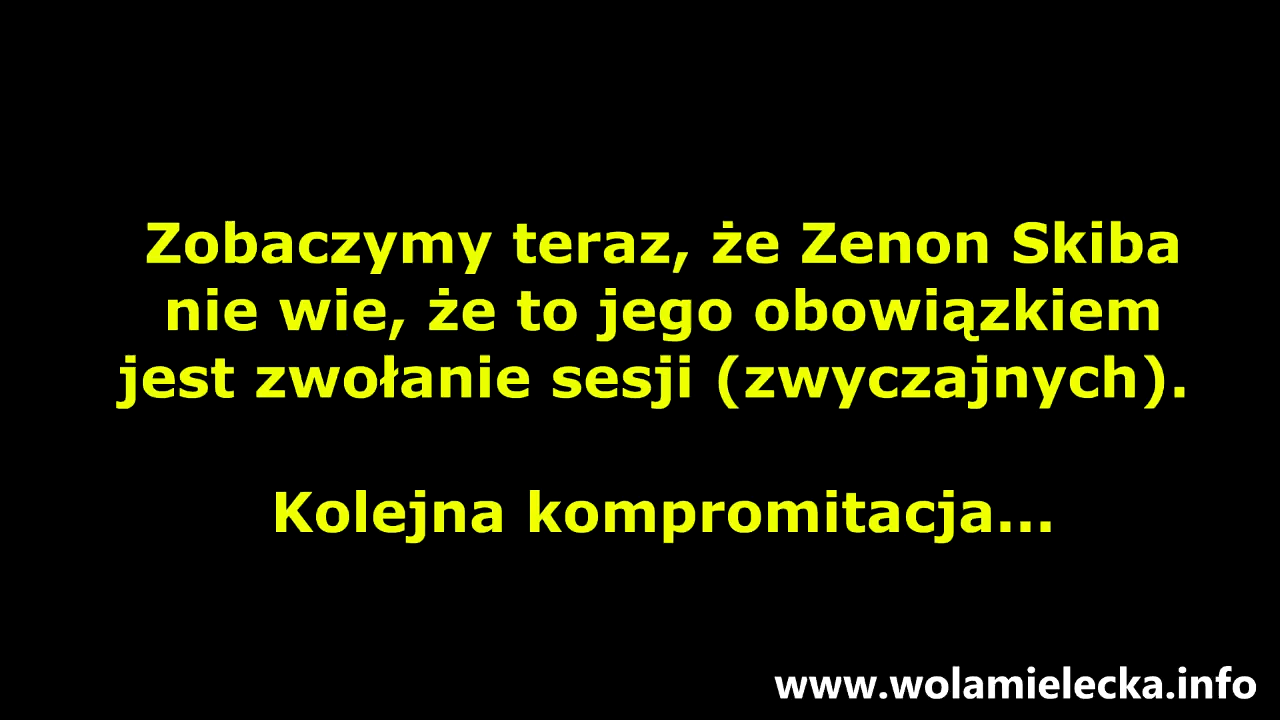 Zobaczymy teraz, że Zenon Skiba
nie wie, że to jego obowiązkiem
jest zwołanie sesji (zwyczajnych).
Kolejna kompromitacja...
www.wolamielecka.info